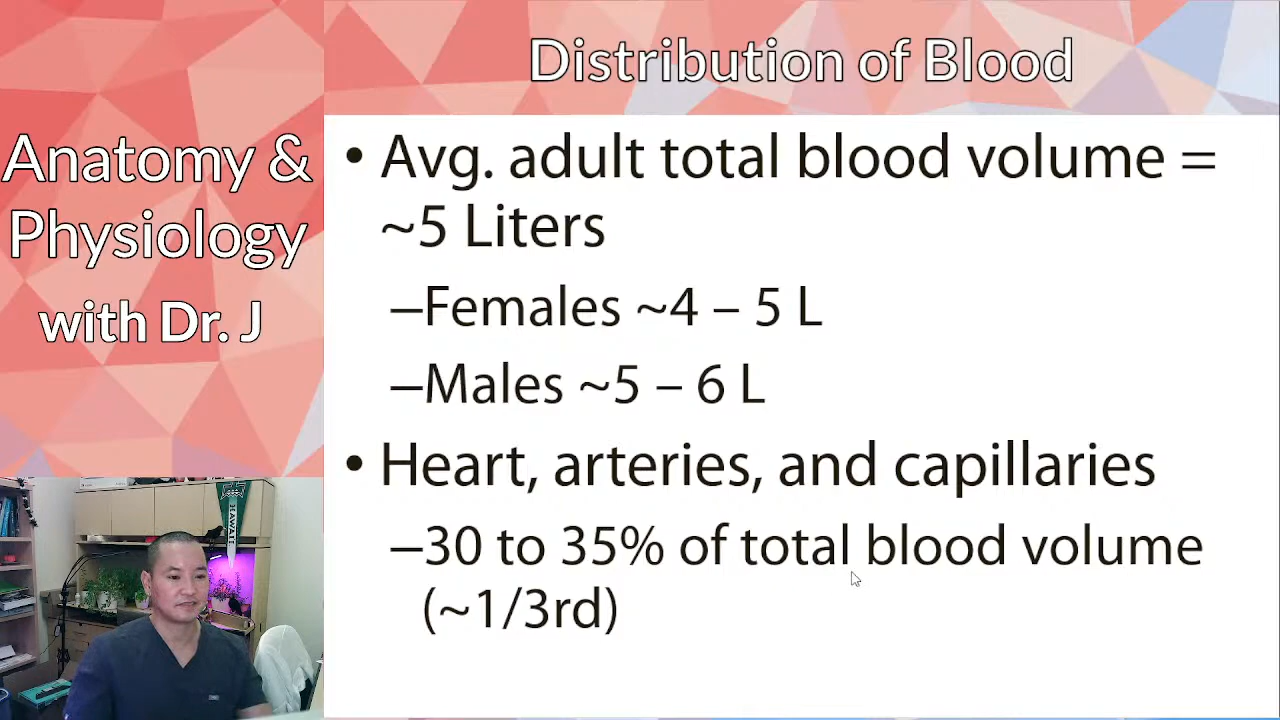 Anatomy &
Physiology
with Dr. J
Distribution of Blood
• Avg. adult total blood volume =
~5 Liters
–Females ~4 – 5 L
–Males ~5 – 6 L
• Heart, arteries, and capillaries
–30 to 35% of total blood volume
(~1/3rd)
HAWAII